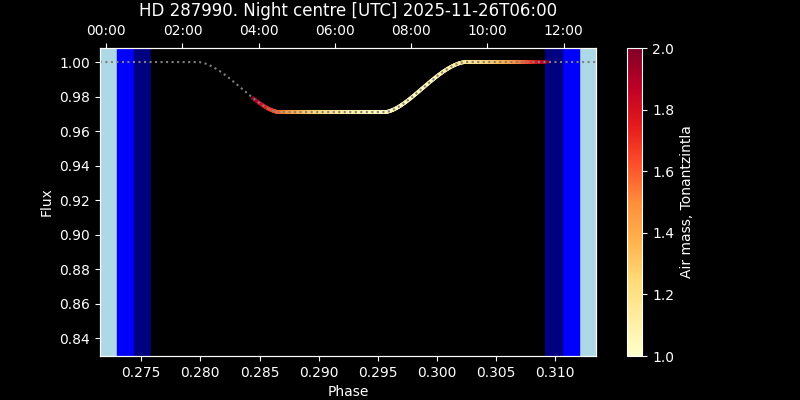 HD 287990. Night centre [UTC] 2025-11-26T06:00
00:00 02:00 04:00 06:00 08:00 10:00 12:00
1.00
0.98
0.96
0.94
0.92
0.90
0.88
0.86
0.84
Flux
0.275 0.280 0.285 0.290 0.295 0.300 0.305 0.310
Phase
2.0
1.8
1.6
1.4
1.2
1.0
Air mass, Tonantzintla